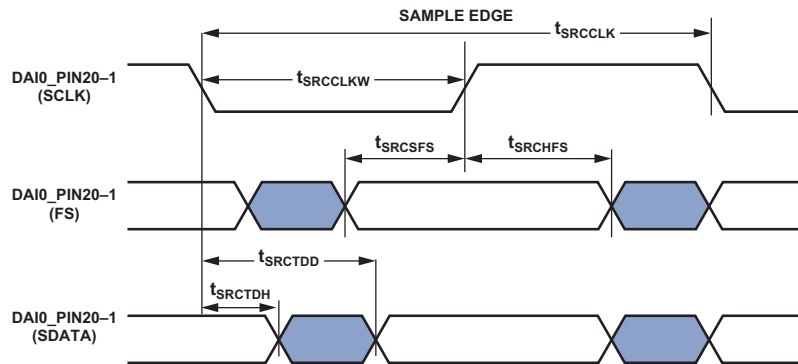 SAMPLE EDGE
tSRCCLK
DAI0_PIN20–1
(SCLK)
tSRCCLKW
tSRCSFS
tSRCHFS
DAI0_PIN20–1
(FS)
tSRCTDD
tSRCTDH
DAI0_PIN20–1
(SDATA)